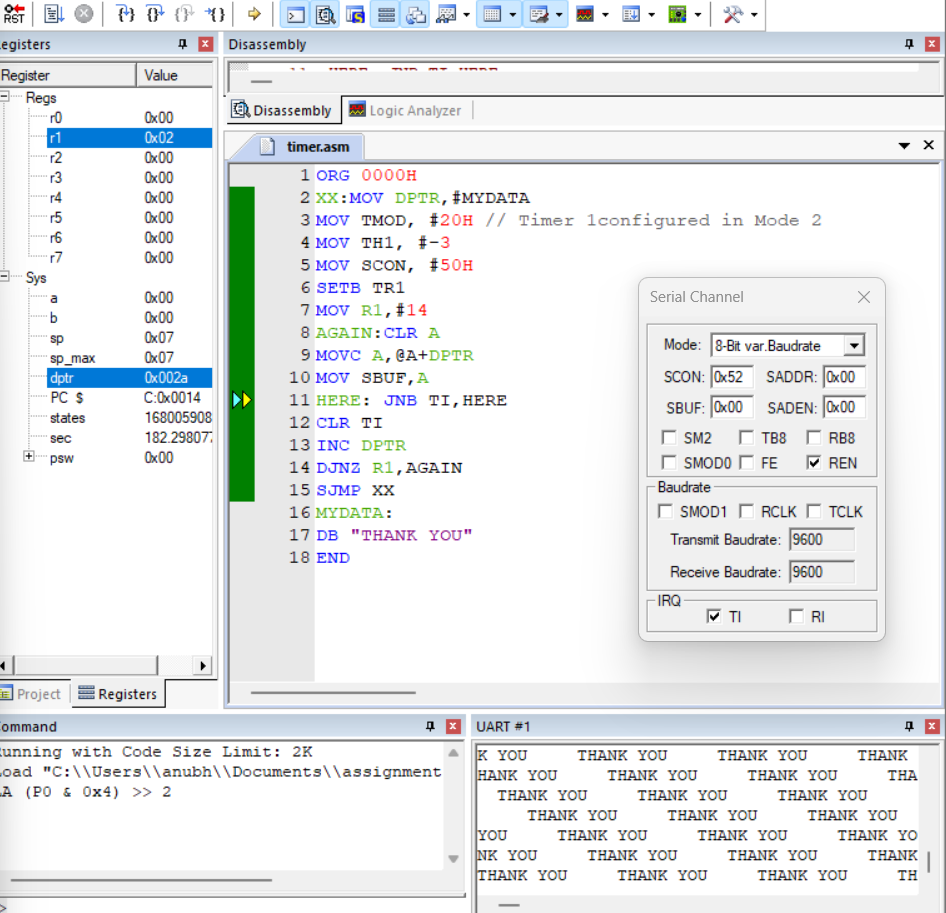 RST
egisters
Register Value
Regs
r0 0x00
r1 0x02
r2 0x00
r3 0x00
r4 0x00
r5 0x00
r6 0x00
r7 0x00
Sys
a 0x00
b 0x00
sp 0x07
sp_max 0x07
dptr 0x002a
PC $ C:0x0014
states 168005908
sec 182.298077
psw 0x00
Project
Registers
Disassembly
Disassembly
Logic Analyzer
timer.asm
1 ORG 0000H
2 XX:MOV DPTR,#MYDATA
3 MOV TMOD, #20H // Timer 1configured in Mode 2
4 MOV TH1, #-3
5 MOV SCON, #50H
6 SETB TR1
7 MOV R1,#14
8 AGAIN:CLR A
9 MOVC A,@A+DPTR
10 MOV SBUF,A
11 HERE: JNB TI,HERE
12 CLR TI
13 INC DPTR
14 DJNZ R1,AGAIN
15 SJMP XX
16 MYDATA:
17 DB "THANK YOU"
18 END
Serial Channel
Mode: 8-Bit var.Baudrate
SCON: 0x52 SADDR: 0x00
SBUF: 0x00 SADEN: 0x00
SM2 TB8 RB8
SMOD0 FE REN
Baudrate
SMOD1 RCLK TCLK
Transmit Baudrate: 9600
Receive Baudrate: 9600
IRQ
TI RI
ommand
unning with Code Size Limit: 2K
oad "C:\\Users\\anubh\\Documents\\assignment
A (P0 & 0x4) >> 2
>
UART #1
K YOU THANK YOU THANK YOU THANK
HANK YOU THANK YOU THANK YOU THA
THANK YOU THANK YOU THANK YOU
THANK YOU THANK YOU THANK YOU
YOU THANK YOU THANK YOU THANK YO
NK YOU THANK YOU THANK YOU THANK
THANK YOU THANK YOU THANK YOU TH